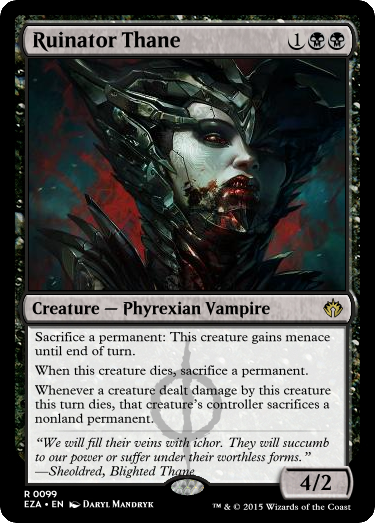 Ruinator Thane 1
Creature — Phyrexian Vampire
Sacrifice a permanent: This creature gains menace
until end of turn.
When this creature dies, sacrifice a permanent.
Whenever a creature dealt damage by this creature
this turn dies, that creature's controller sacrifices a
nonland permanent.
“We will fill their veins with ichor. They will succumb
to our power or suffer under their worthless forms.”
—Sheoldred, Blighted Thane
4/2
R 0099
EZA • EN DARYL MANDRYK
™ & © 2015 Wizards of the Coast